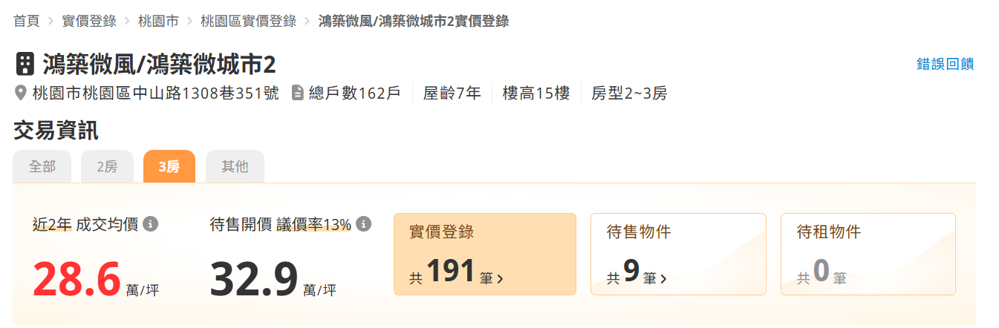 首頁 > 實價登錄 > 桃園市 > 桃園區實價登錄 > 鴻築微風/鴻築微城市2實價登錄
鴻築微風/鴻築微城市2
錯誤回饋
桃園市桃園區中山路1308巷351號 總戶數162戶 屋齡7年 樓高15樓 房型2~3房
交易資訊
全部 2房 3房 其他
近2年 成交均價 待售開價 議價率13% 實價登錄 待售物件 待租物件
28.6 萬/坪 32.9 萬/坪 共 191 筆 > 共 9 筆 > 共 0 筆